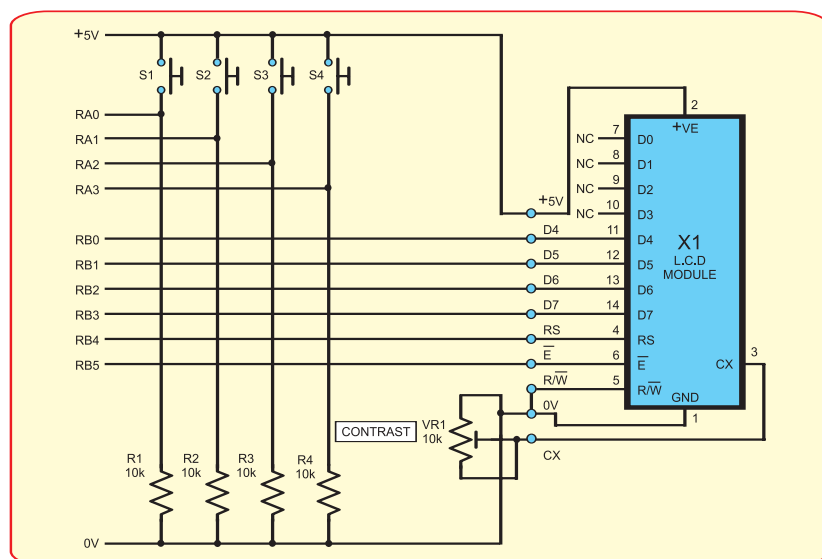 +5V
S1 S2 S3 S4
RA0
RA1
RA2
RA3
RB0
RB1
RB2
RB3
RB4
RB5
+5V
D4
D5
D6
D7
RS
E̅
R/W̅
0V
CX
NC 7 D0
NC 8 D1
NC 9 D2
NC 10 D3
11 D4
12 D5
13 D6
14 D7
4 RS
6 E̅
5 R/W̅
2
+VE
X1
L.C.D
MODULE
CX 3
GND
1
CONTRAST
VR1
10k
R1 R2 R3 R4
10k 10k 10k 10k
0V